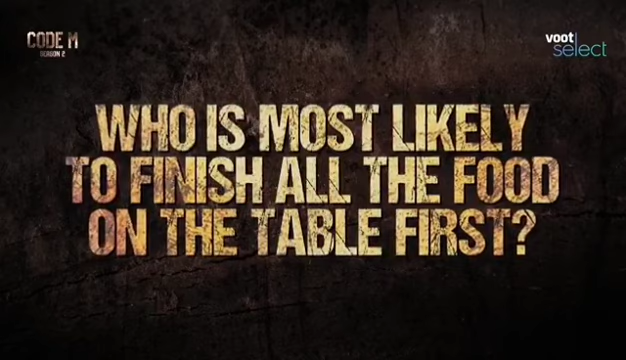 CODE M
SEASON 2
voot
select
WHO IS MOST LIKELY
TO FINISH ALL THE FOOD
ON THE TABLE FIRST?